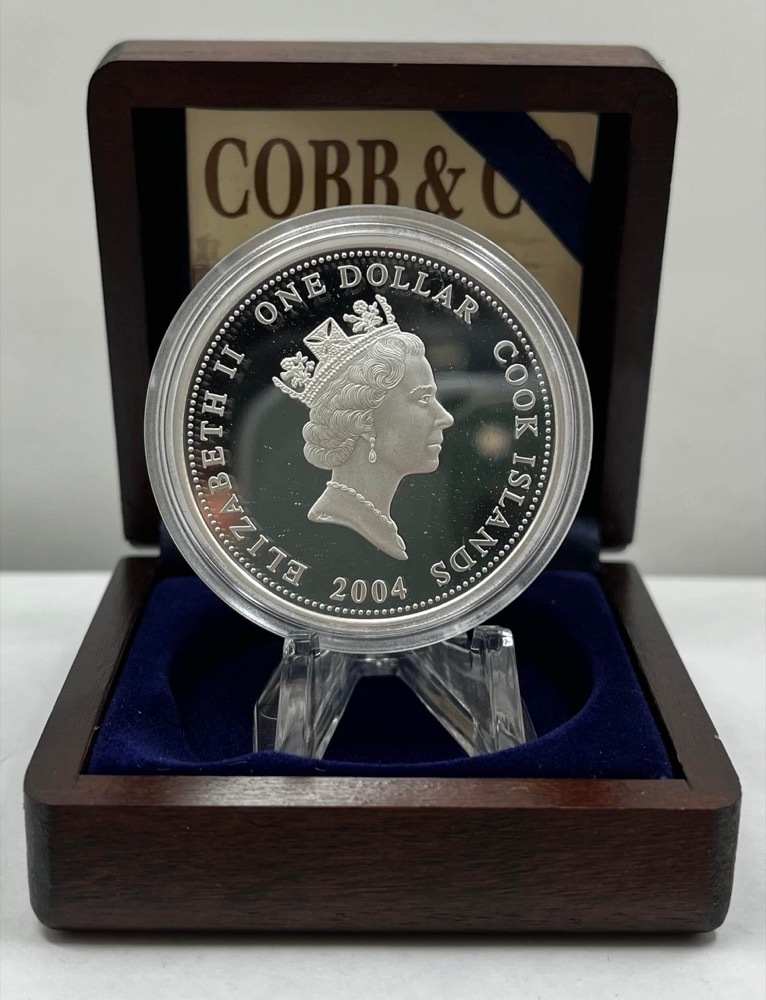 COBB & C
ELIZABETH II ONE DOLLAR COOK ISLANDS
2004